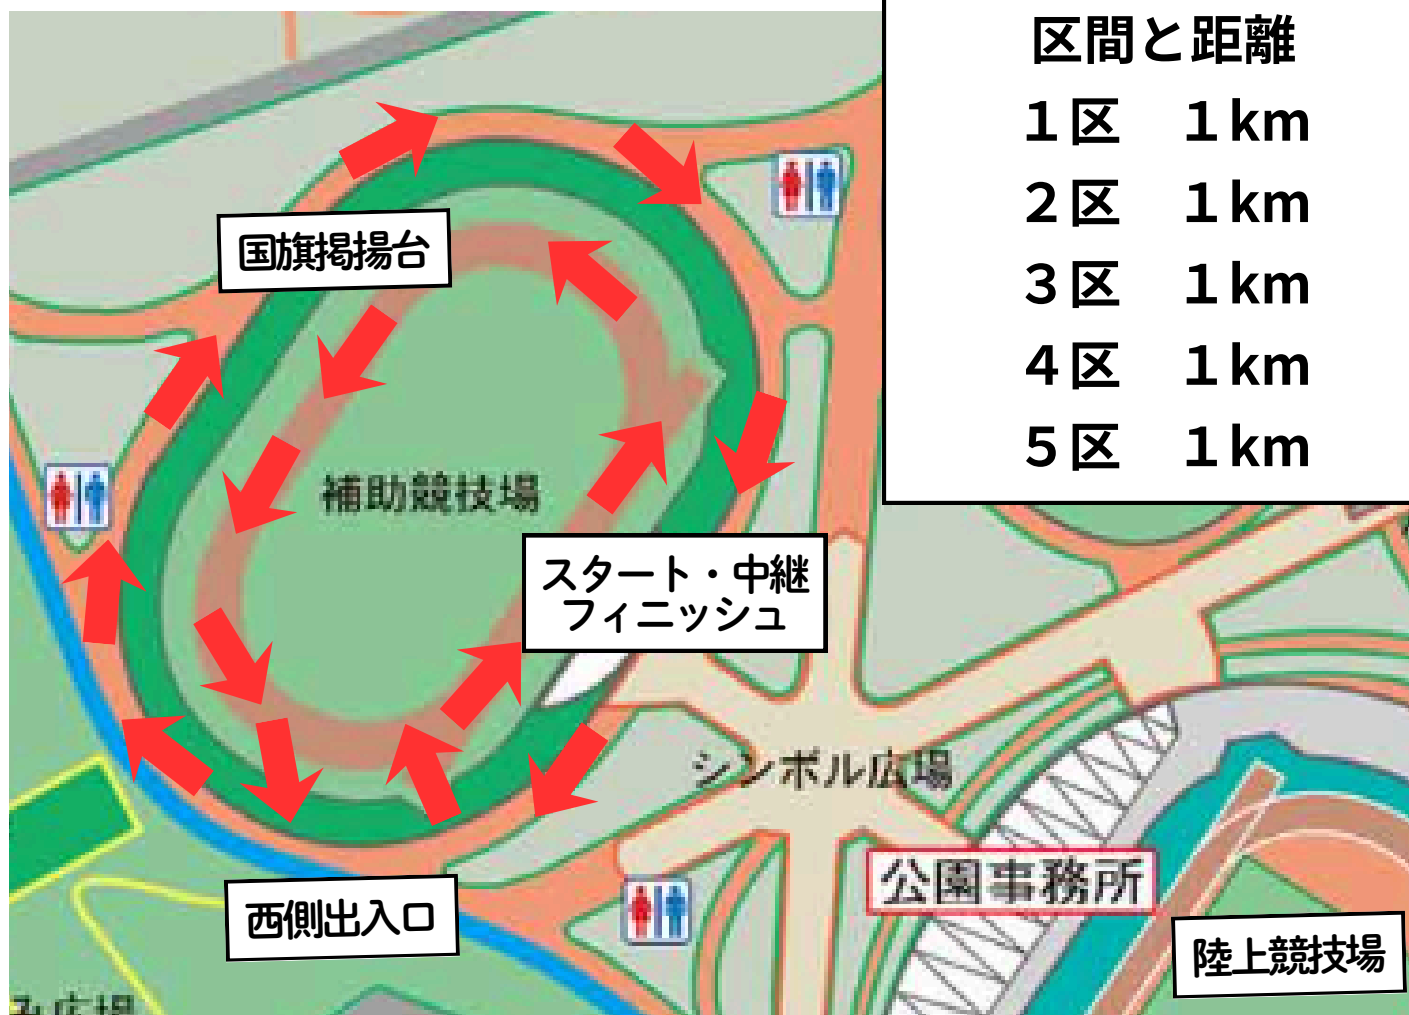 区間と距離
１区　１km
２区　１km
３区　１km
４区　１km
５区　１km
国旗掲揚台
補助競技場
スタート・中継
フィニッシュ
シンボル広場
公園事務所
西側出入口
陸上競技場
み広場